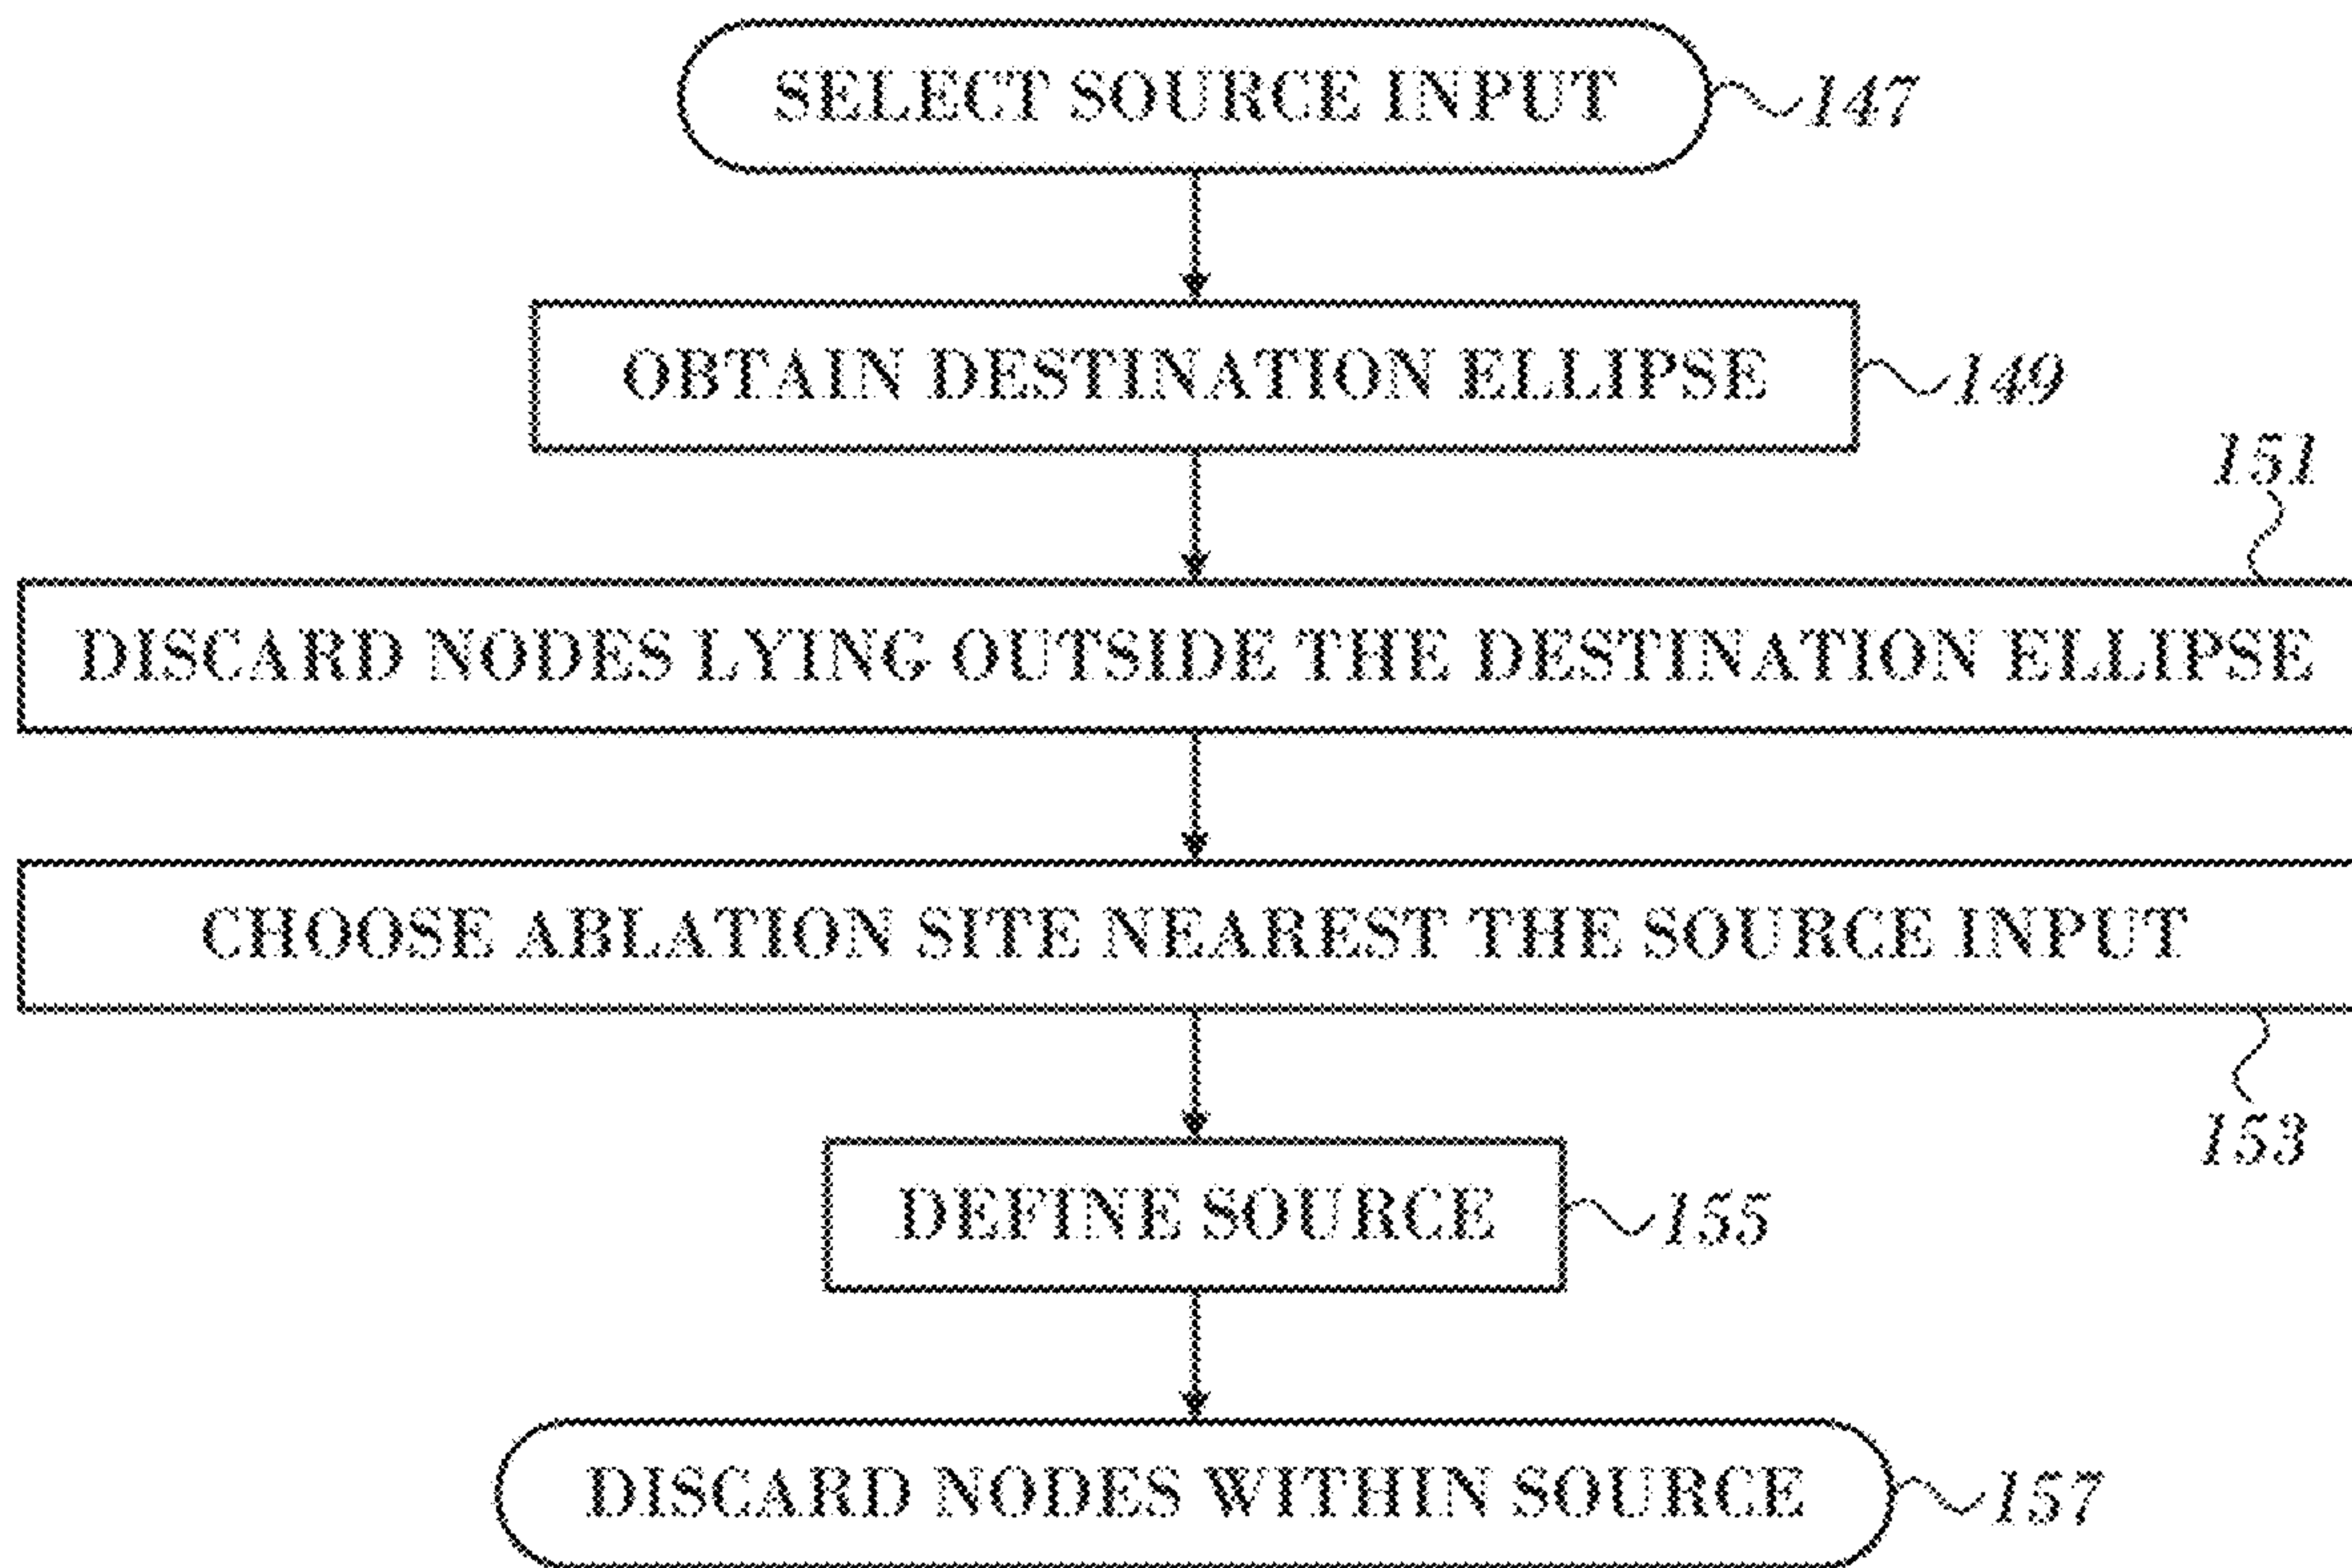 SELECT SOURCE INPUT 147
OBTAIN DESTINATION ELLIPSE 149
151
DISCARD NODES LYING OUTSIDE THE DESTINATION ELLIPSE
CHOOSE ABLATION SITE NEAREST THE SOURCE INPUT
153
DEFINE SOURCE 155
DISCARD NODES WITHIN SOURCE 157